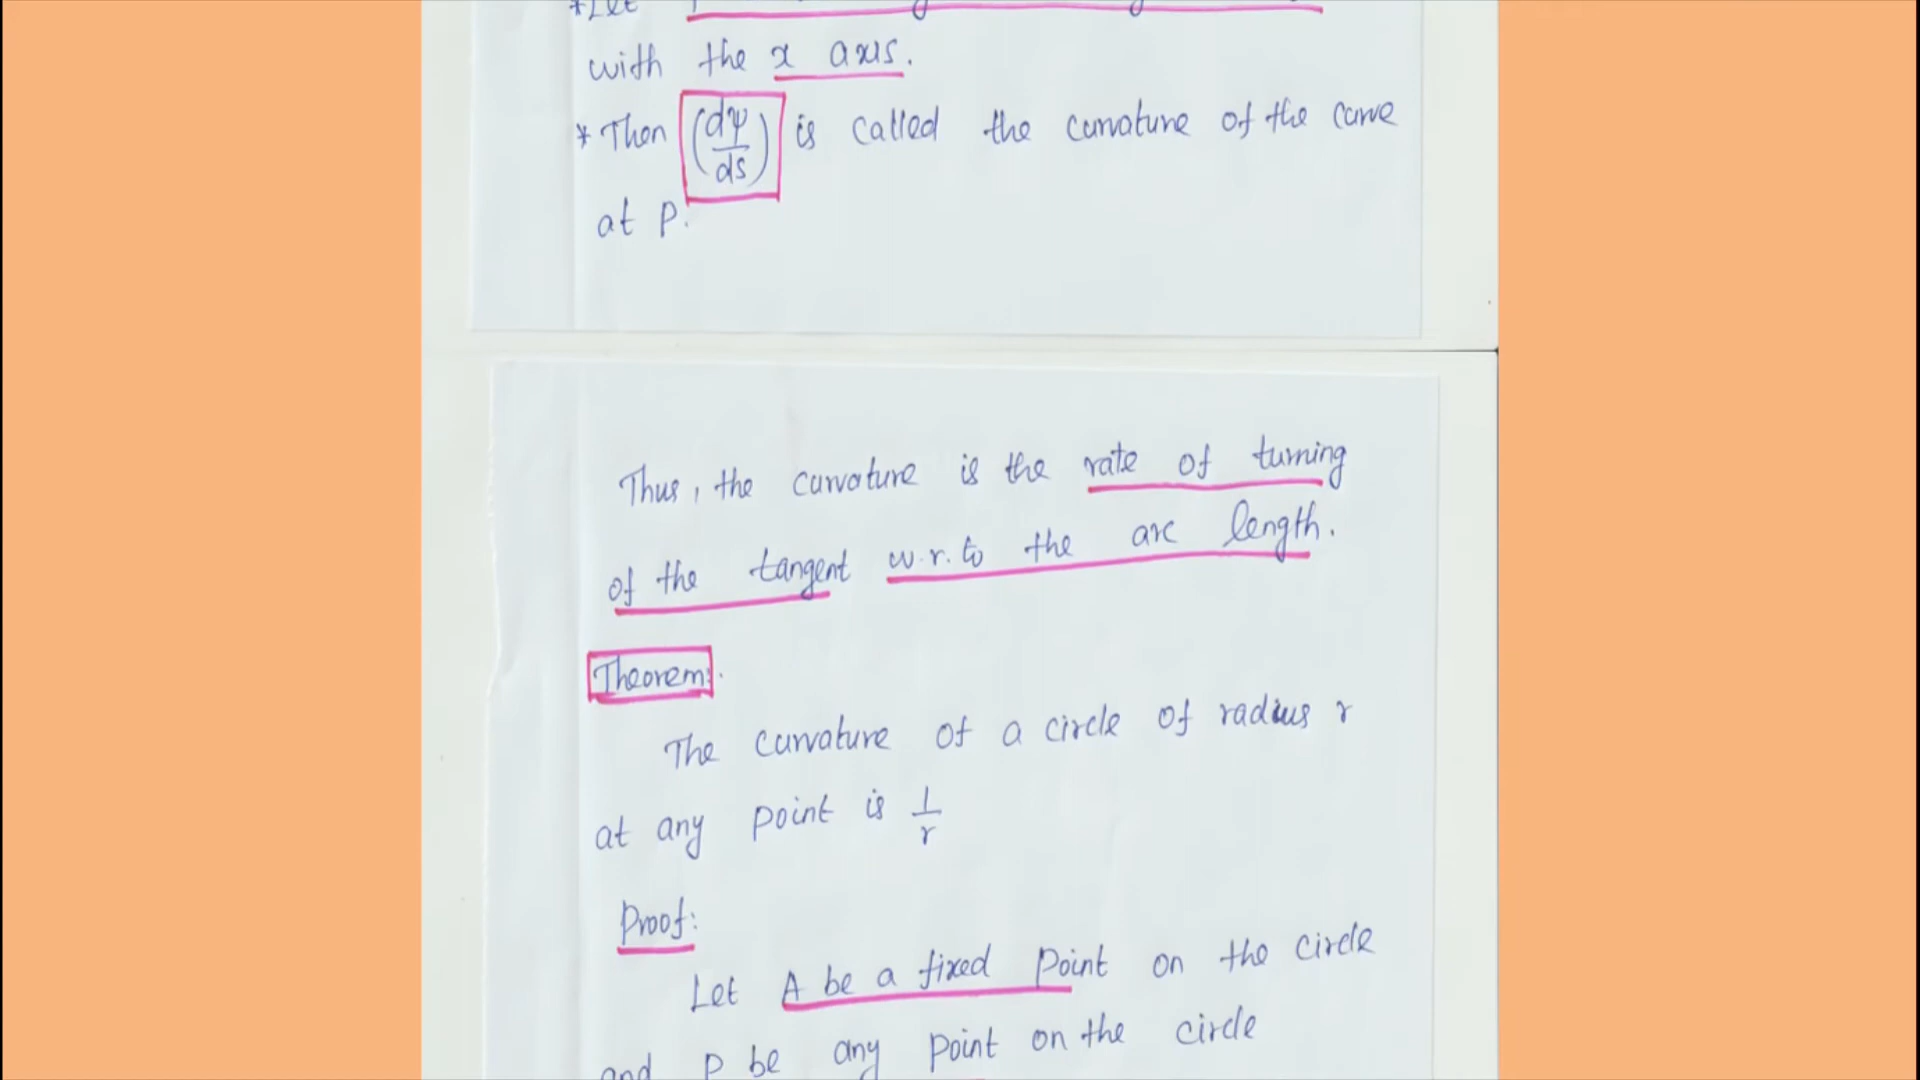 *Let
with the x axis.
* Then (dψ/ds) is called the curvature of the curve
at P.
Thus, the curvature is the rate of turning
of the tangent w.r.to the arc length.
Theorem:
The curvature of a circle of radius r
at any point is 1/r
Proof:
Let A be a fixed point on the circle
and P be any point on the circle